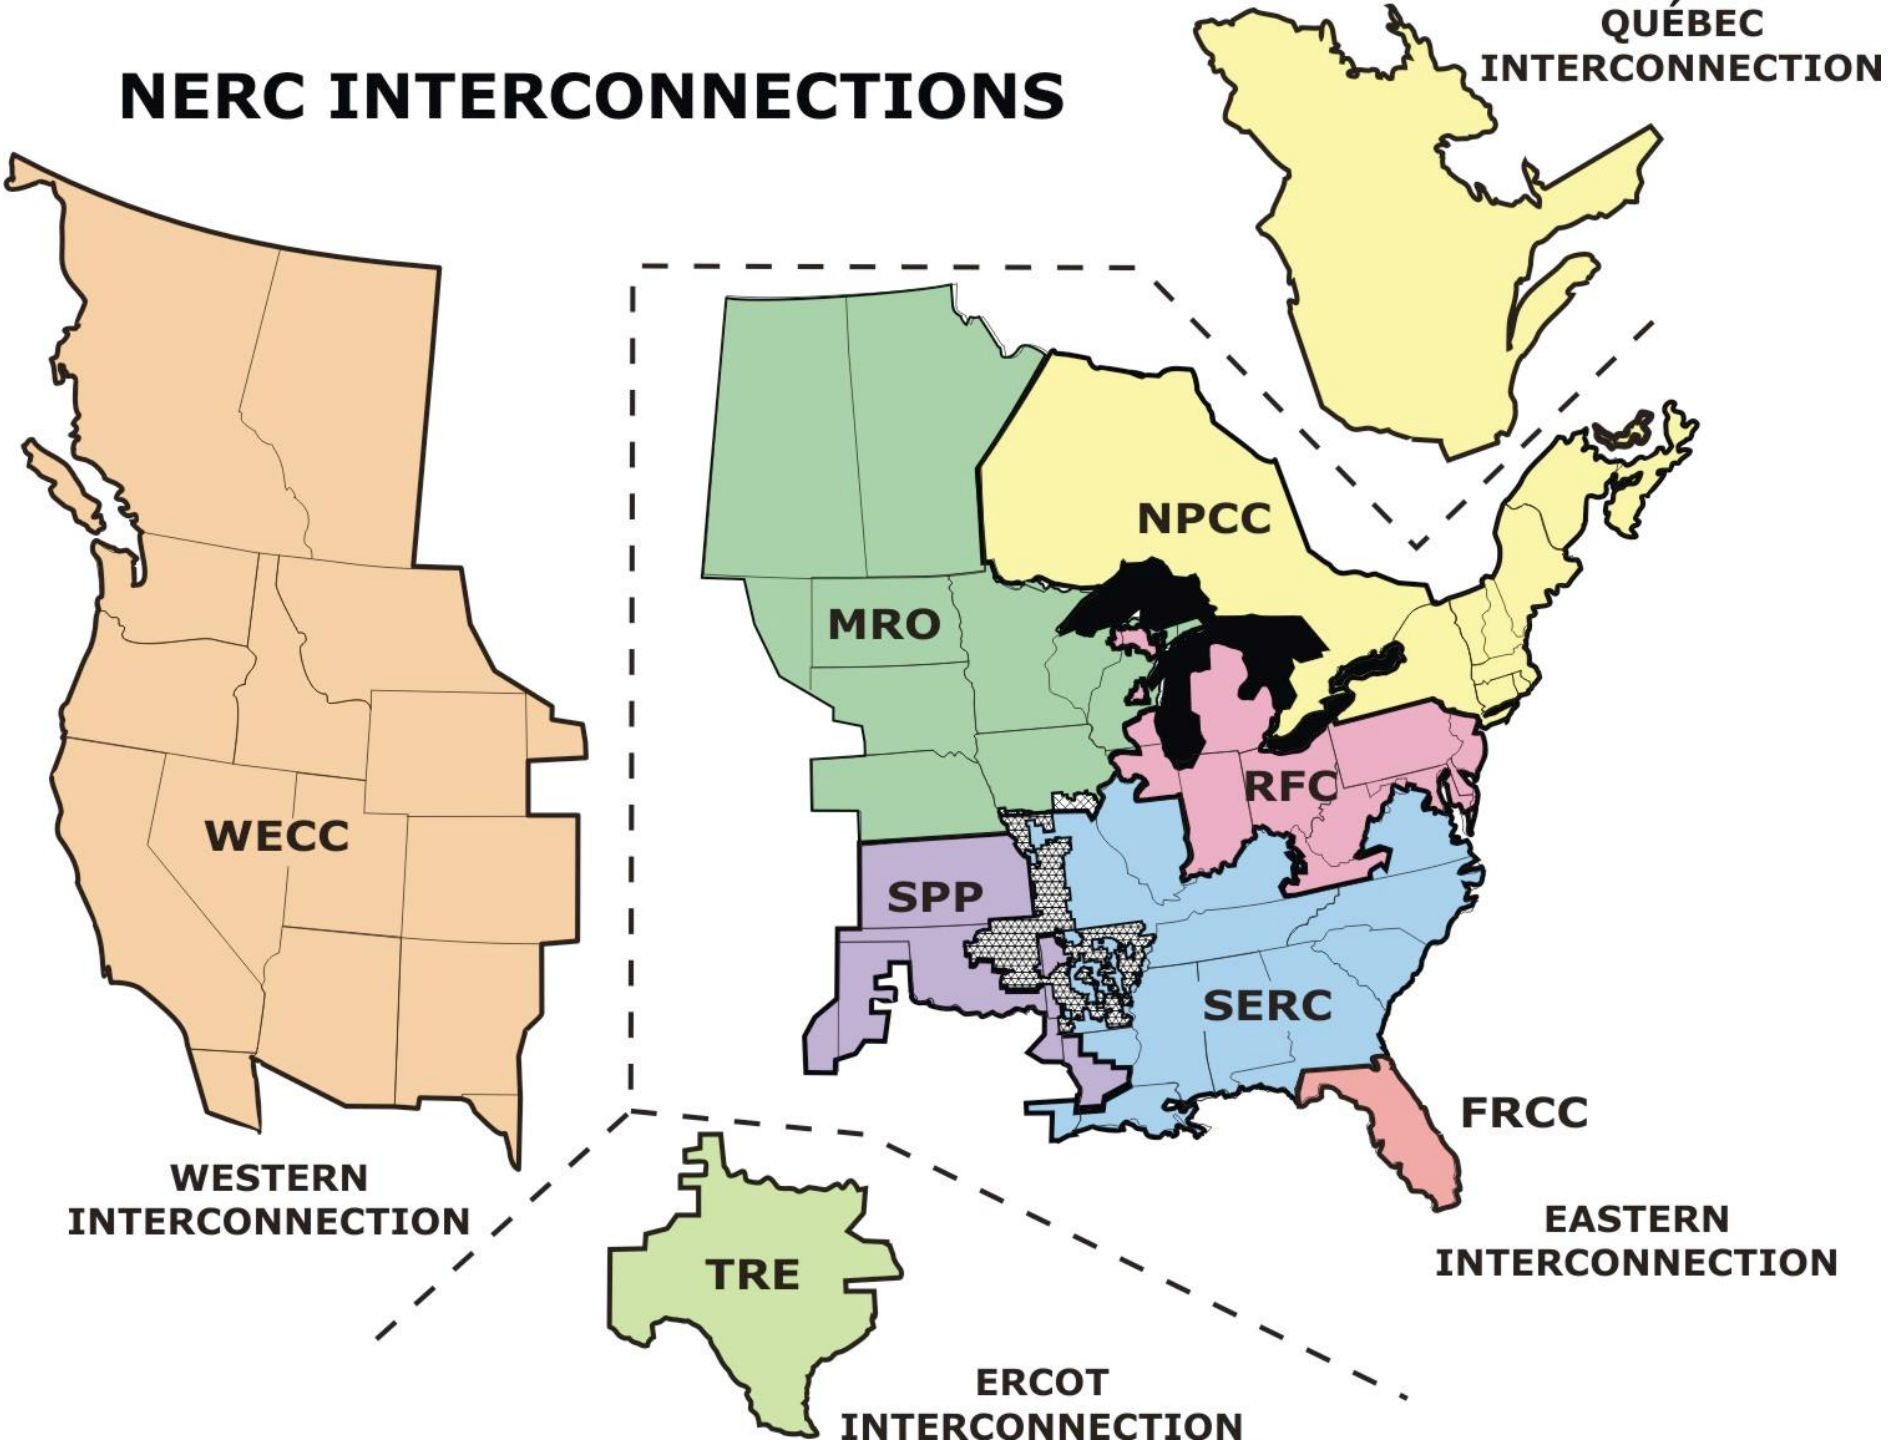 QUÉBEC
INTERCONNECTION
NERC INTERCONNECTIONS
NPCC
MRO
RFC
WECC
SPP
SERC
FRCC
WESTERN
INTERCONNECTION
EASTERN
INTERCONNECTION
TRE
ERCOT
INTERCONNECTION